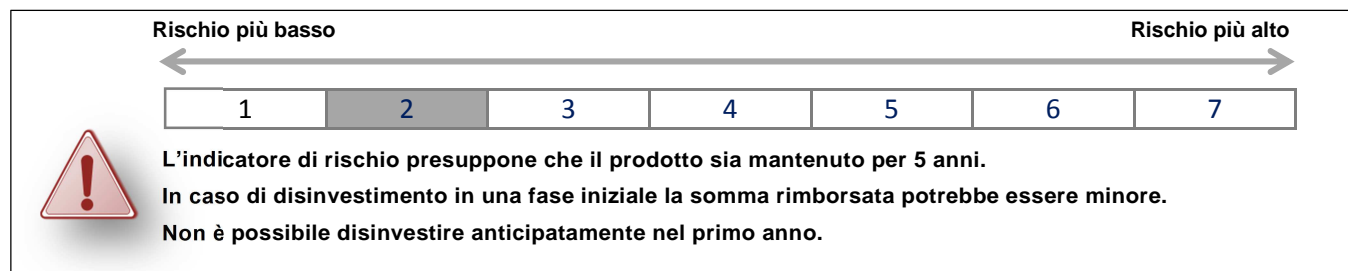 Rischio più basso Rischio più alto
1 2 3 4 5 6 7
L'indicatore di rischio presuppone che il prodotto sia mantenuto per 5 anni.
In caso di disinvestimento in una fase iniziale la somma rimborsata potrebbe essere minore.
Non è possibile disinvestire anticipatamente nel primo anno.